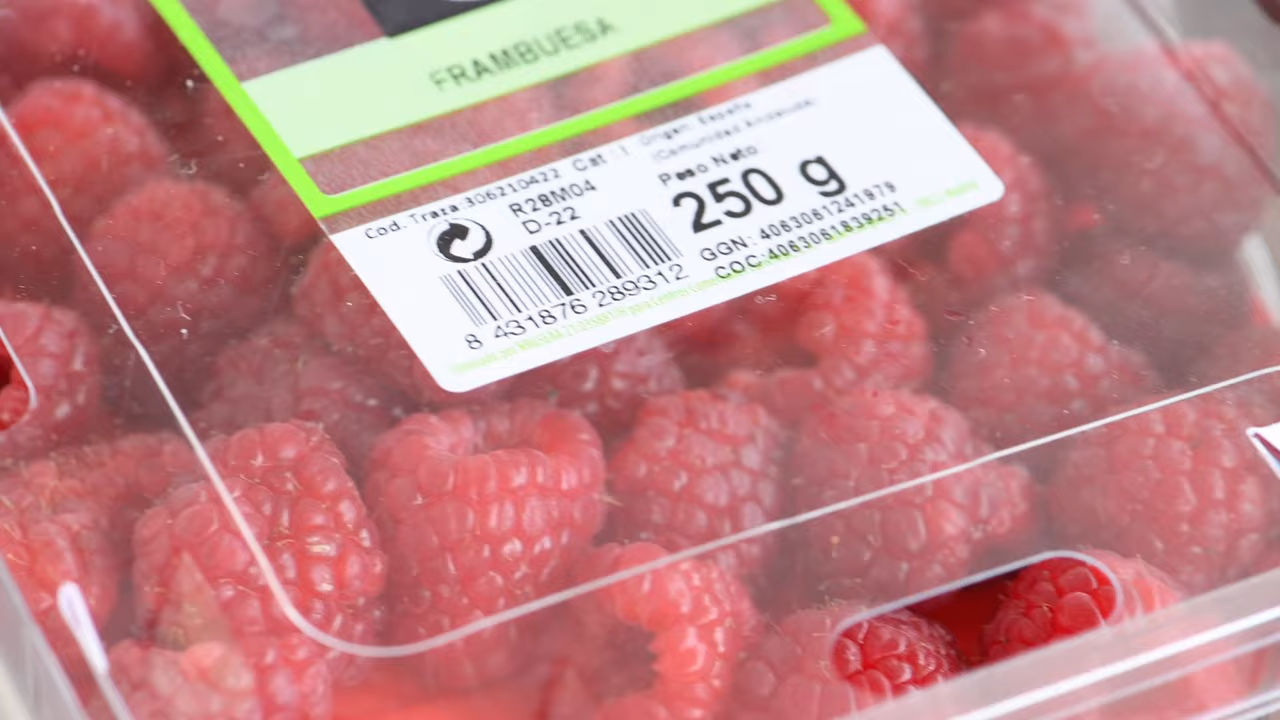 FRAMBUESA
Cod. Traza:306210422 Cat : I Origen: España
(Comunidad Andaluza)
R28M04
D-22
Peso Neto:
250 g
GGN: 4063061241979
COC:4063061839251
8 431876 289312